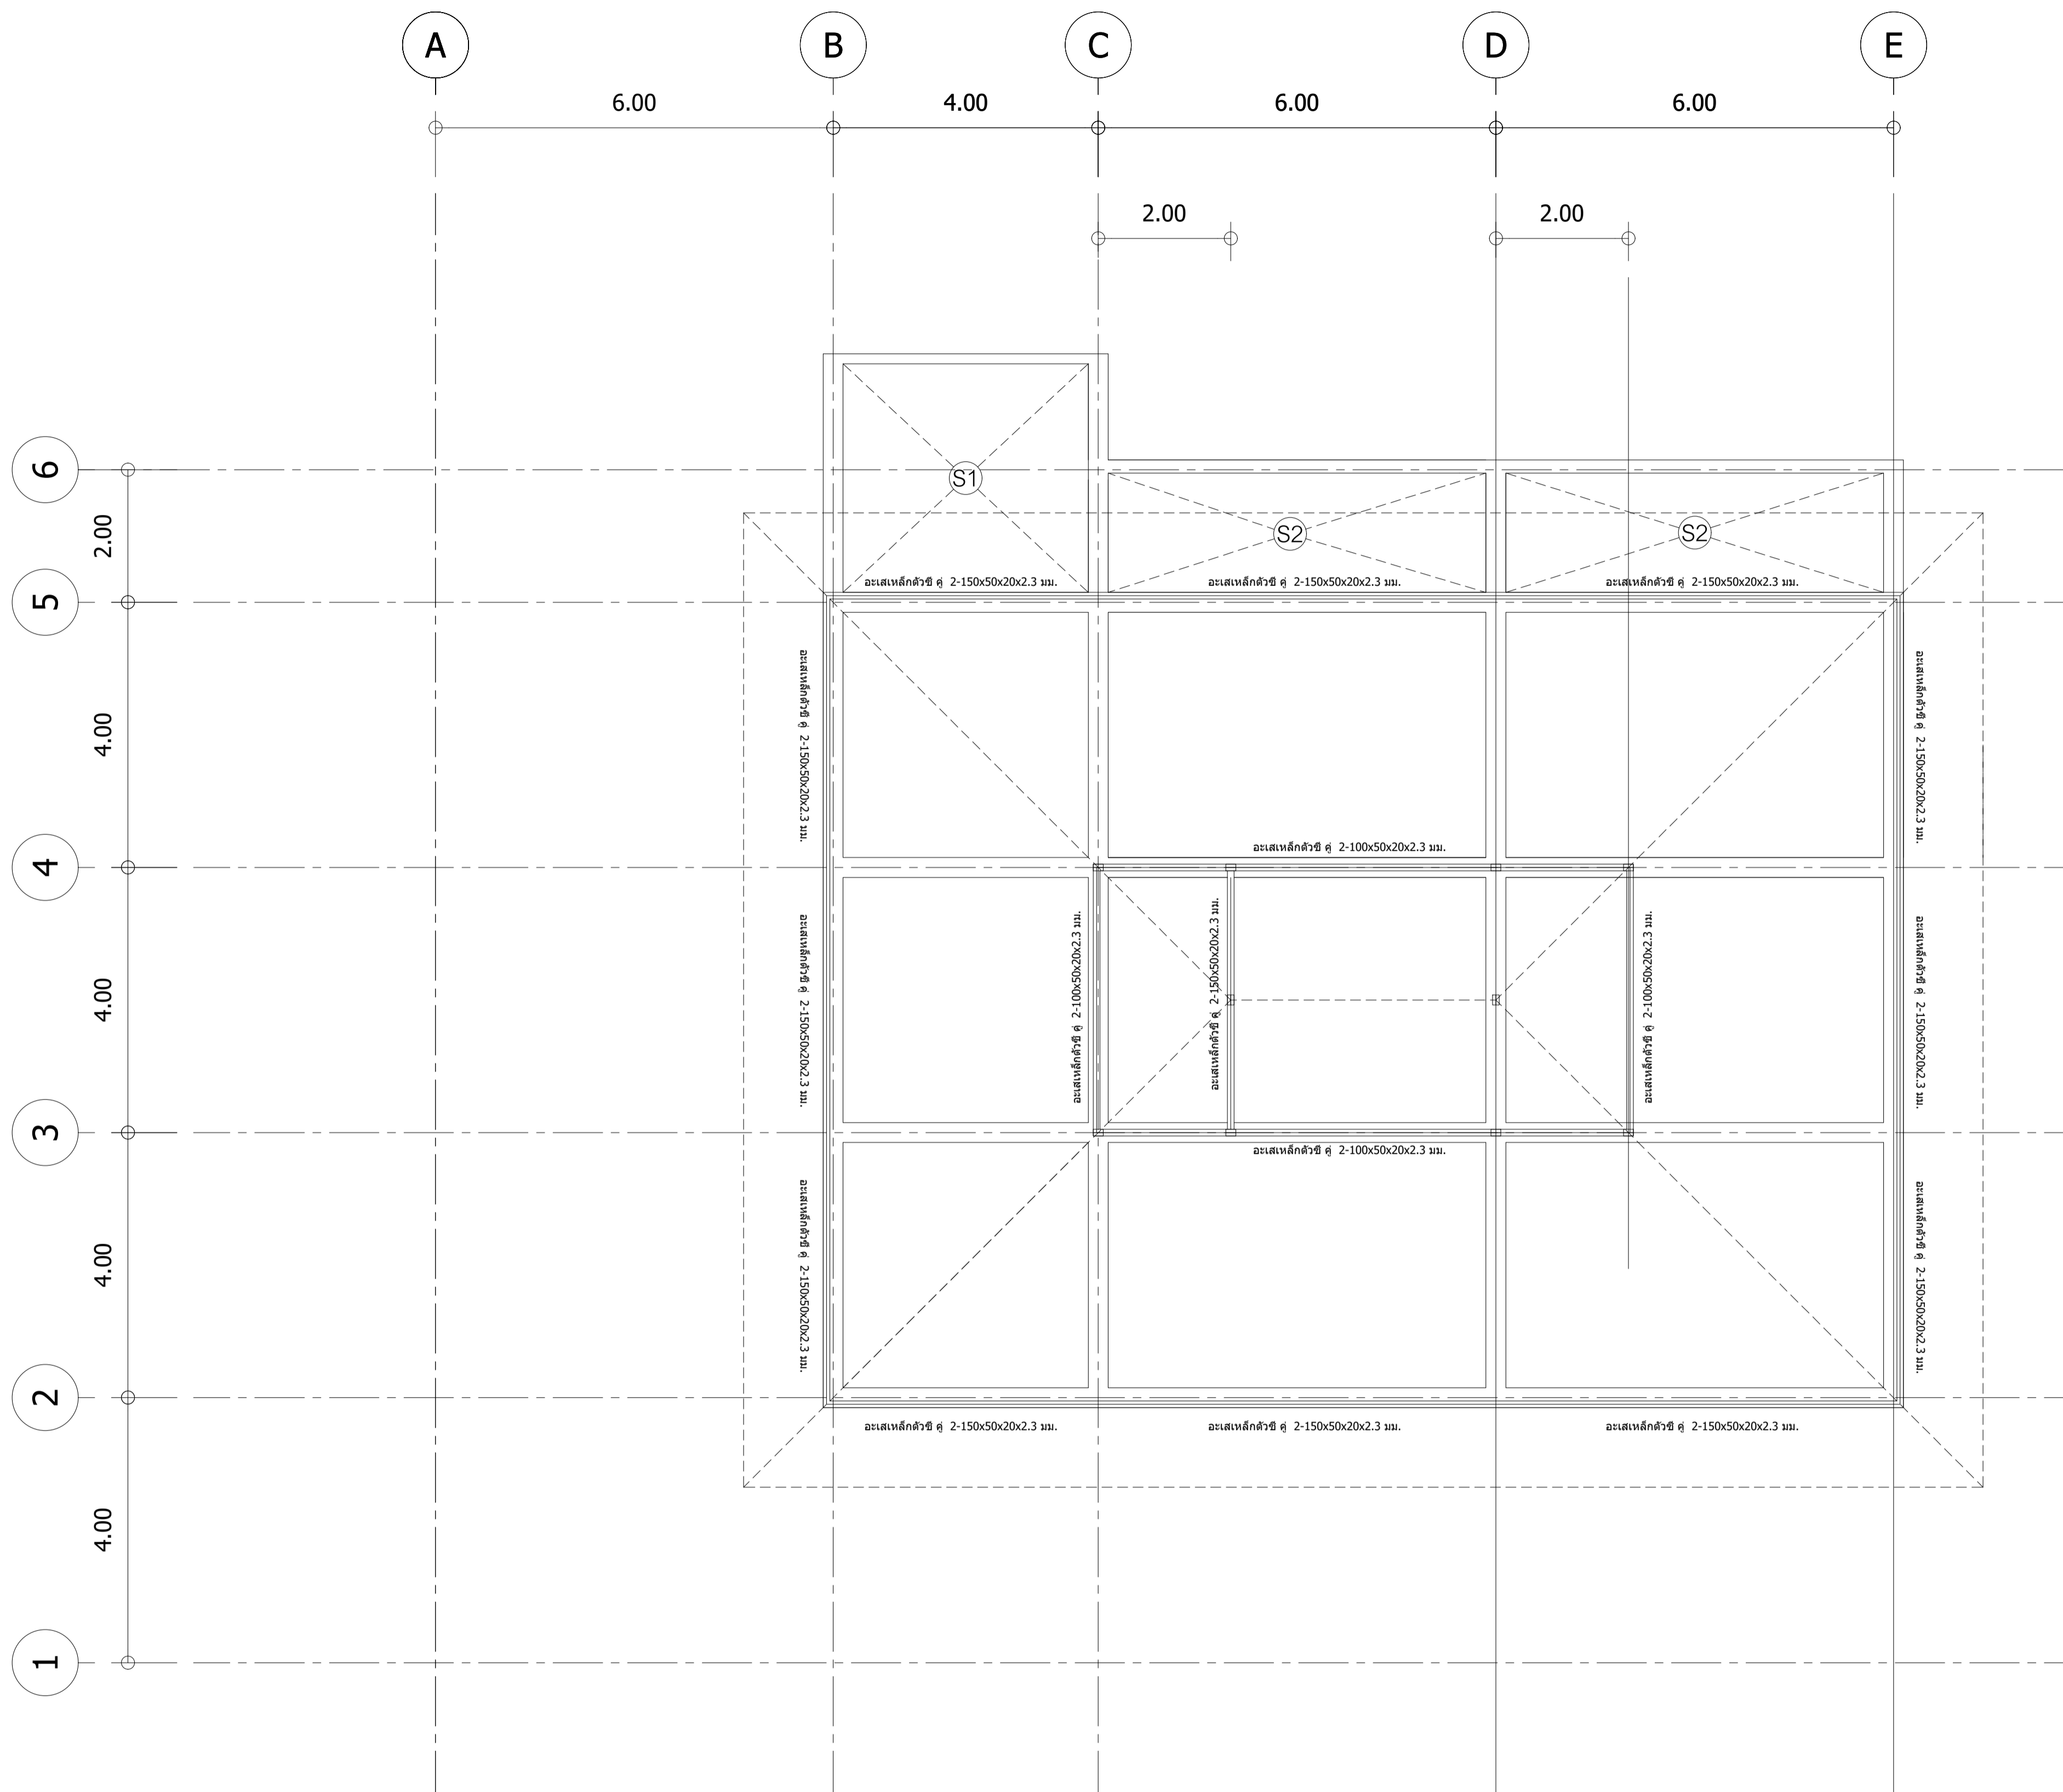 A B C D E
6.00 4.00 6.00 6.00
2.00 2.00
6
S1
2.00
S2 S2
อะเสเหล็กตัวซี คู่ 2-150x50x20x2.3 มม. อะเสเหล็กตัวซี คู่ 2-150x50x20x2.3 มม. อะเสเหล็กตัวซี คู่ 2-150x50x20x2.3 มม.
5
4.00
อะเสเหล็กตัวซี คู่ 2-150x50x20x2.3 มม.
อะเสเหล็กตัวซี คู่ 2-150x50x20x2.3 มม.
อะเสเหล็กตัวซี คู่ 2-100x50x20x2.3 มม.
4
4.00
อะเสเหล็กตัวซี คู่ 2-150x50x20x2.3 มม.
อะเสเหล็กตัวซี คู่ 2-100x50x20x2.3 มม.
อะเสเหล็กตัวซี คู่ 2-150x50x20x2.3 มม.
อะเสเหล็กตัวซี คู่ 2-100x50x20x2.3 มม.
อะเสเหล็กตัวซี คู่ 2-150x50x20x2.3 มม.
3
อะเสเหล็กตัวซี คู่ 2-100x50x20x2.3 มม.
4.00
อะเสเหล็กตัวซี คู่ 2-150x50x20x2.3 มม.
อะเสเหล็กตัวซี คู่ 2-150x50x20x2.3 มม.
2
อะเสเหล็กตัวซี คู่ 2-150x50x20x2.3 มม. อะเสเหล็กตัวซี คู่ 2-150x50x20x2.3 มม. อะเสเหล็กตัวซี คู่ 2-150x50x20x2.3 มม.
4.00
1